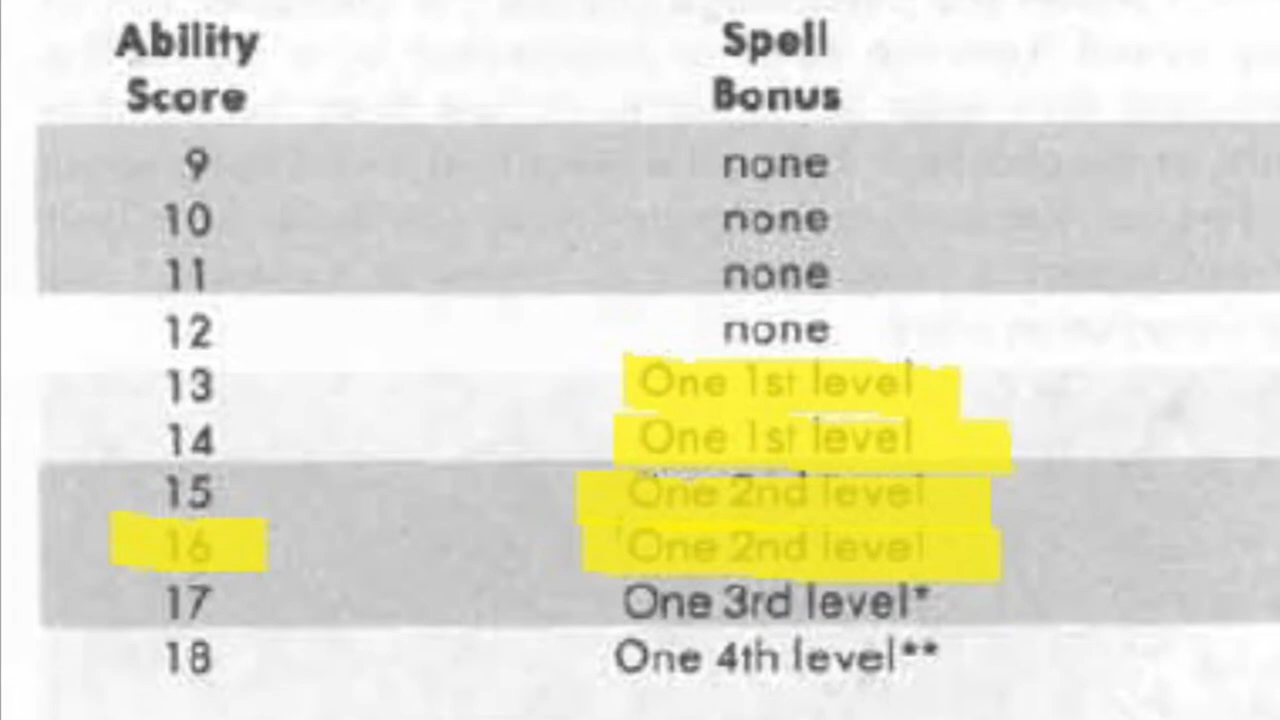 Ability Spell
Score Bonus
9 none
10 none
11 none
12 none
13 One 1st level
14 One 1st level
15 One 2nd level
16 One 2nd level
17 One 3rd level*
18 One 4th level**